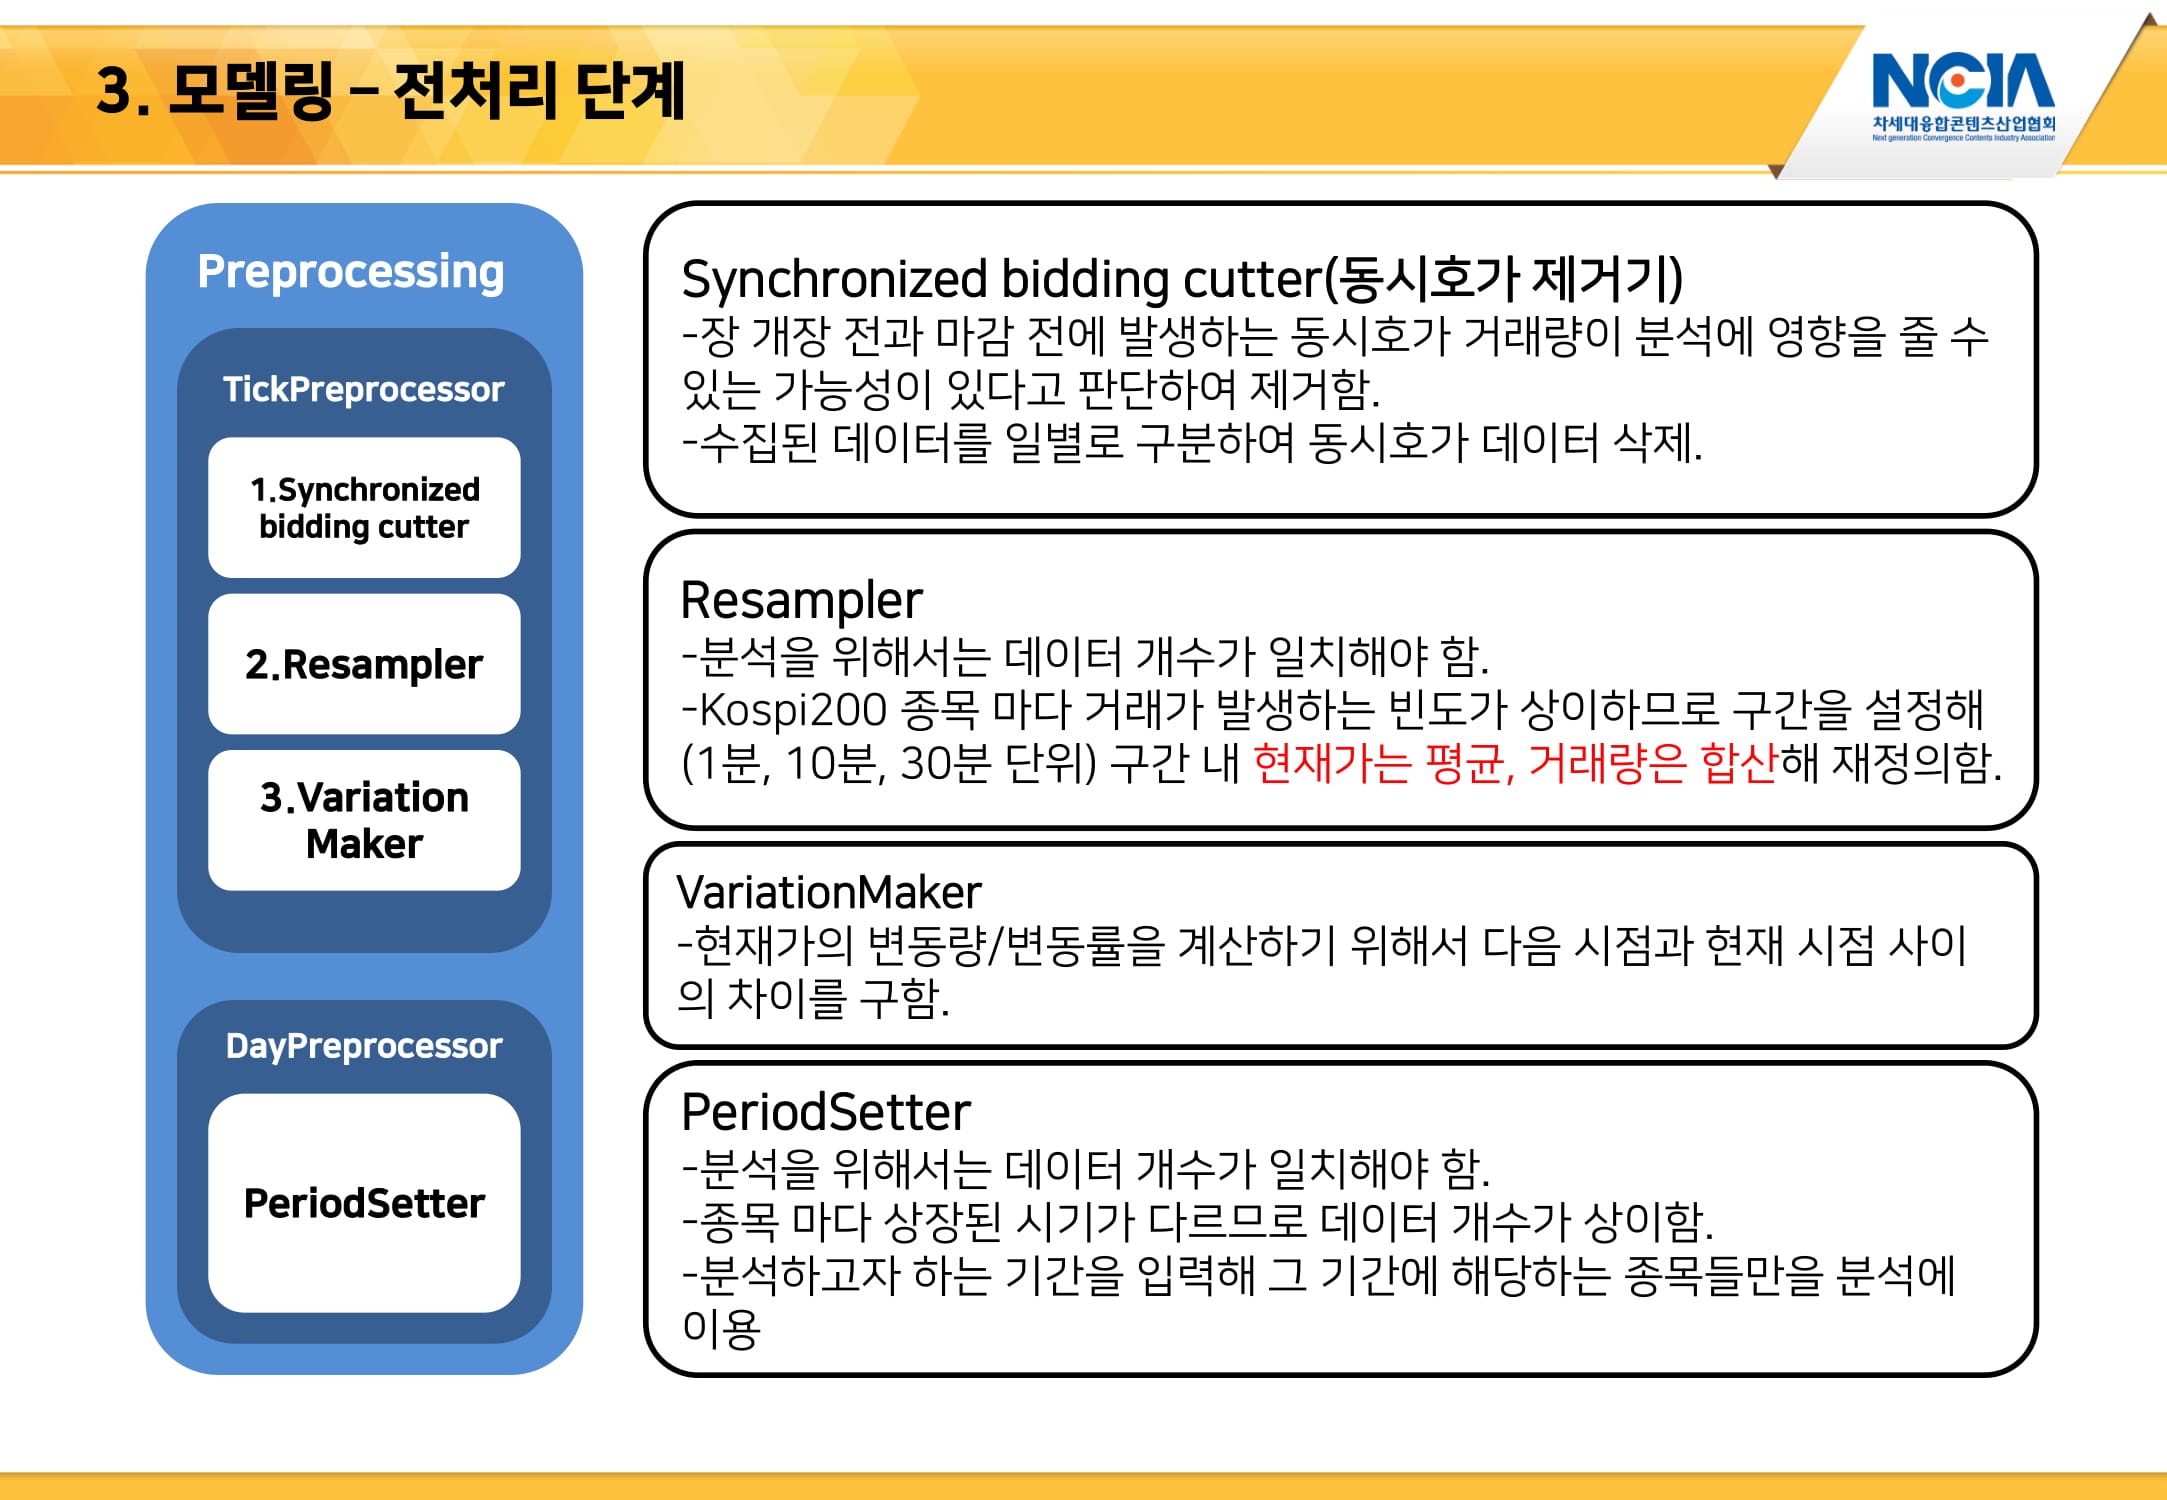 3. 모델링 – 전처리 단계
NCIA
차세대융합콘텐츠산업협회
Next generation Convergence Contents Industry Association
Preprocessing
TickPreprocessor
1.Synchronized
bidding cutter
2.Resampler
3.Variation
Maker
DayPreprocessor
PeriodSetter
Synchronized bidding cutter(동시호가 제거기)
-장 개장 전과 마감 전에 발생하는 동시호가 거래량이 분석에 영향을 줄 수
있는 가능성이 있다고 판단하여 제거함.
-수집된 데이터를 일별로 구분하여 동시호가 데이터 삭제.
Resampler
-분석을 위해서는 데이터 개수가 일치해야 함.
-Kospi200 종목 마다 거래가 발생하는 빈도가 상이하므로 구간을 설정해
(1분, 10분, 30분 단위) 구간 내 현재가는 평균, 거래량은 합산해 재정의함.
VariationMaker
-현재가의 변동량/변동률을 계산하기 위해서 다음 시점과 현재 시점 사이
의 차이를 구함.
PeriodSetter
-분석을 위해서는 데이터 개수가 일치해야 함.
-종목 마다 상장된 시기가 다르므로 데이터 개수가 상이함.
-분석하고자 하는 기간을 입력해 그 기간에 해당하는 종목들만을 분석에
이용